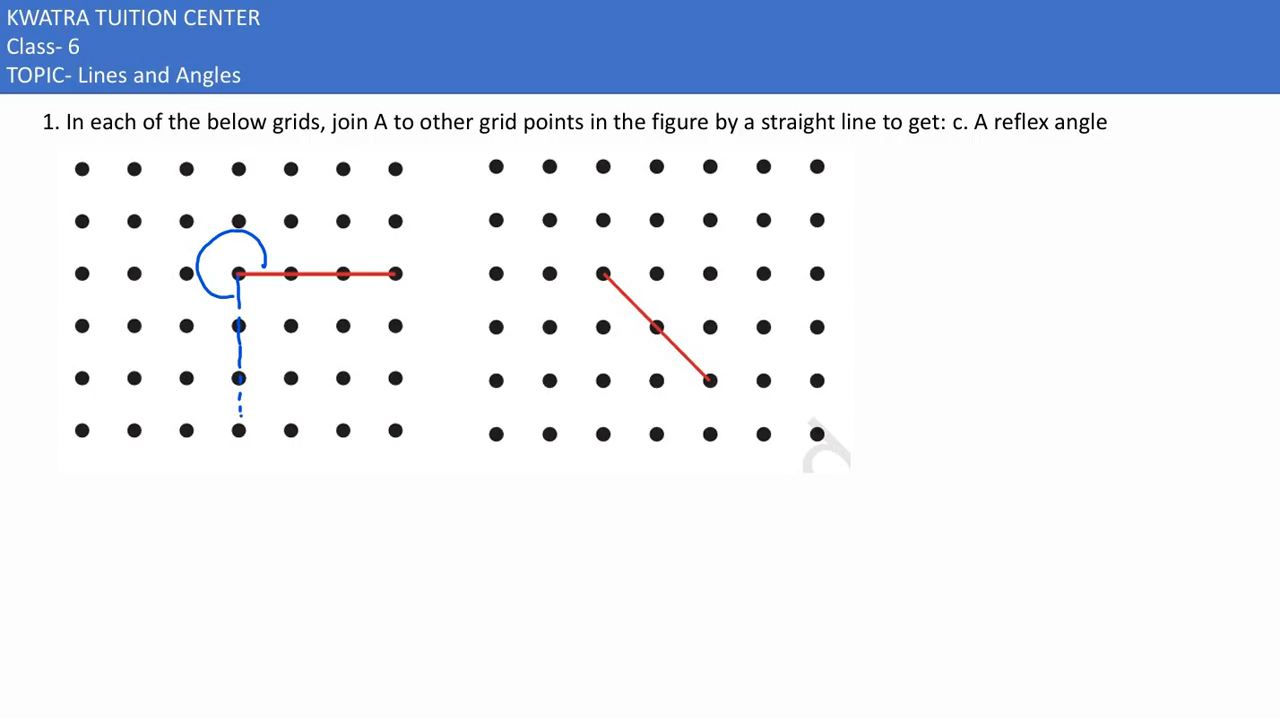 KWATRA TUITION CENTER
Class- 6
TOPIC- Lines and Angles
1. In each of the below grids, join A to other grid points in the figure by a straight line to get: c. A reflex angle